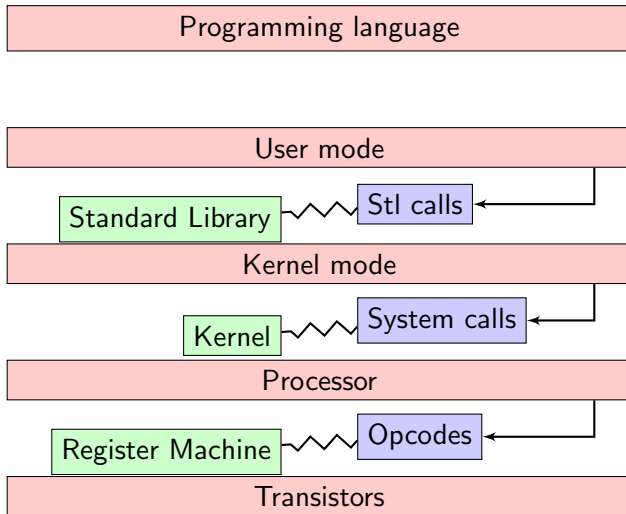 Programming language
User mode
Stl calls
Standard Library
Kernel mode
System calls
Kernel
Processor
Opcodes
Register Machine
Transistors